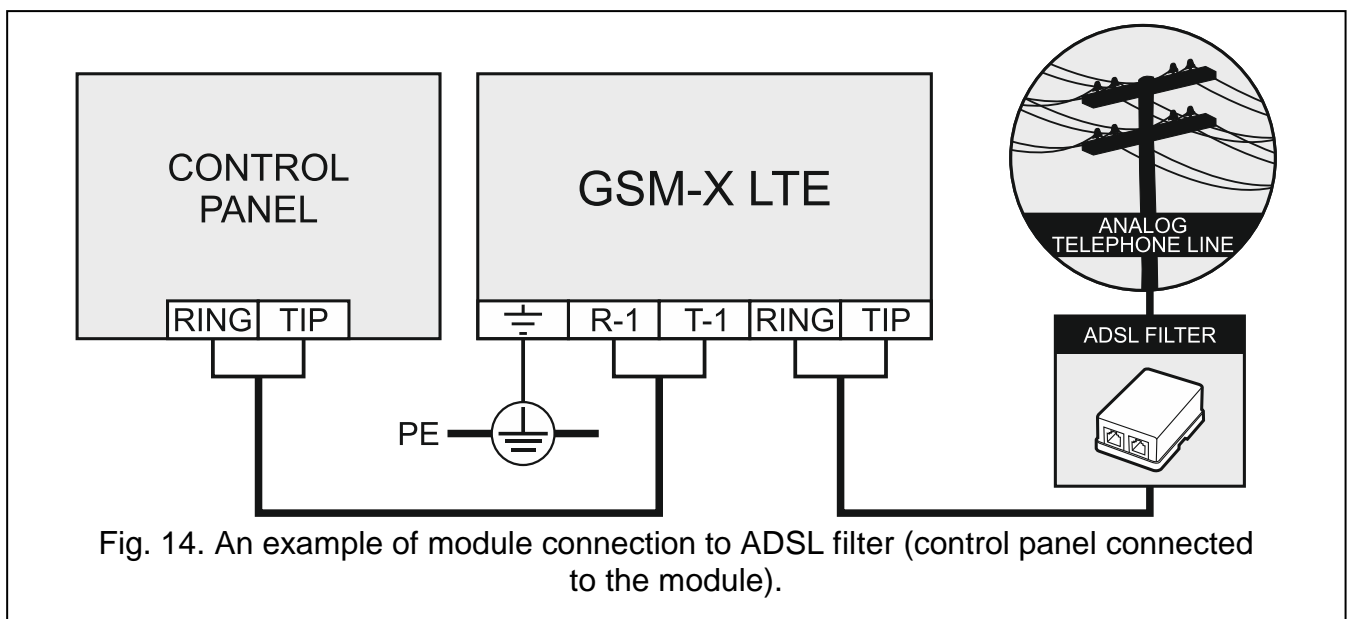 CONTROL
PANEL
RING TIP
GSM-X LTE
R-1 T-1 RING TIP
PE
ANALOG
TELEPHONE LINE
ADSL FILTER
Fig. 14. An example of module connection to ADSL filter (control panel connected
to the module).